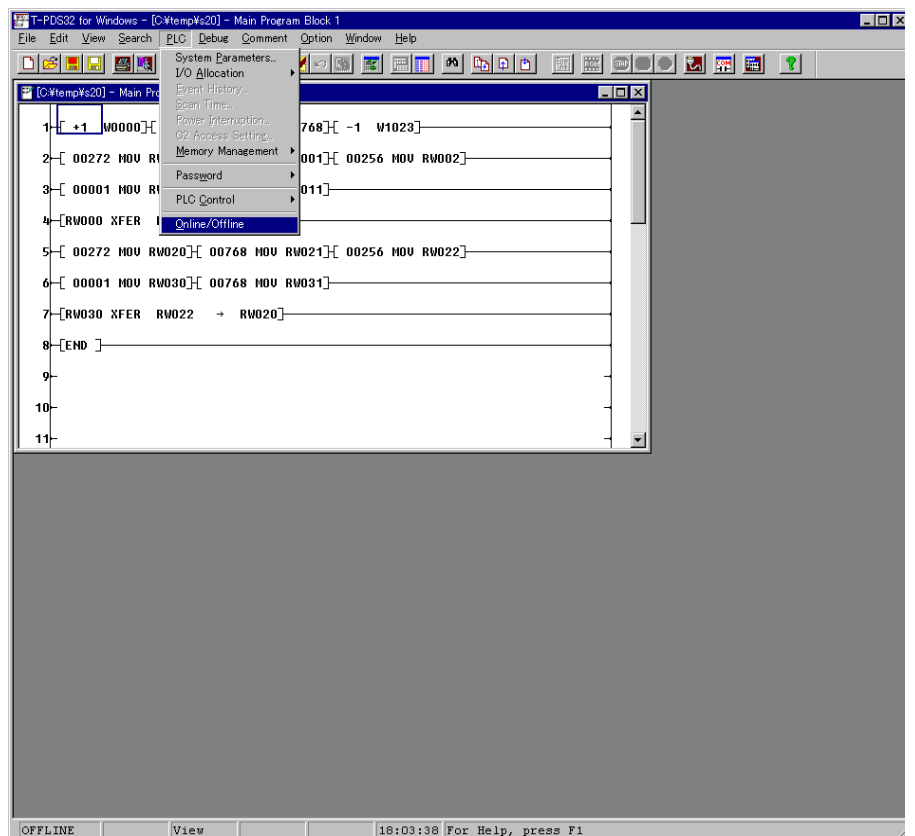 T-PDS32 for Windows - [C:¥temp¥s20] - Main Program Block 1
File Edit View Search PLC Debug Comment Option Window Help
System Parameters...
I/O Allocation
Event History...
Scan Time...
Power Interruption...
C2 Access Setting...
Memory Management
Password
PLC Control
Online/Offline
[C:¥temp¥s20] - Main Pro
1 [ +1 W0000] [ 768] [ -1 W1023]
2 [ 00272 MOV RW 001] [ 00256 MOV RW002]
3 [ 00001 MOV RW 011]
4 [RW000 XFER
5 [ 00272 MOV RW020] [ 00768 MOV RW021] [ 00256 MOV RW022]
6 [ 00001 MOV RW030] [ 00768 MOV RW031]
7 [RW030 XFER RW022 → RW020]
8 [END ]
9
10
11
OFFLINE View 18:03:38 For Help, press F1